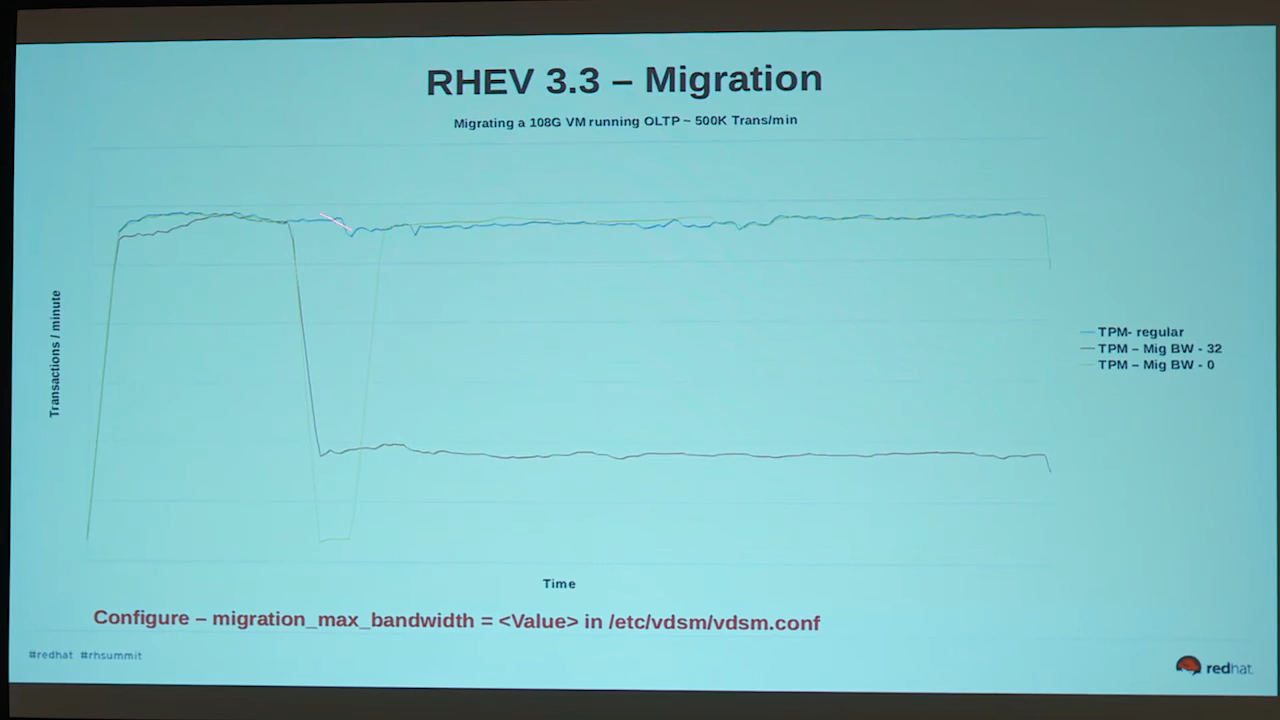 RHEV 3.3 – Migration
Migrating a 108G VM running OLTP ~ 500K Trans/min
Transactions / minute
TPM- regular
TPM – Mig BW - 32
TPM – Mig BW - 0
Time
Configure – migration_max_bandwidth = <Value> in /etc/vdsm/vdsm.conf
#redhat #rhsummit
redhat